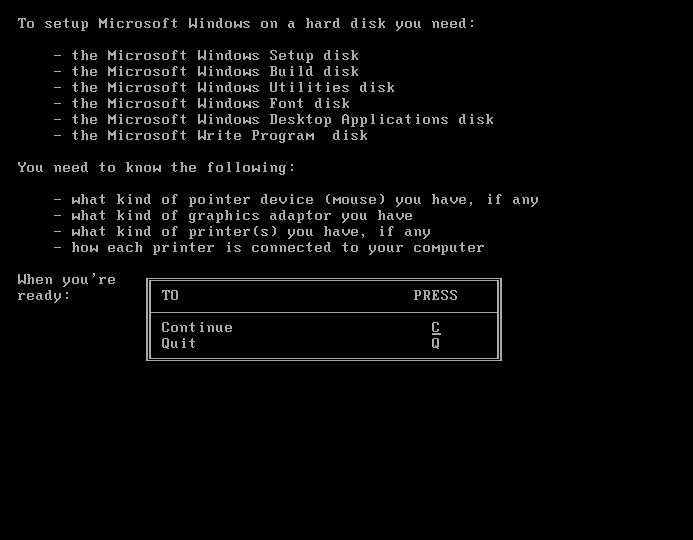 To setup Microsoft Windows on a hard disk you need:
- the Microsoft Windows Setup disk
- the Microsoft Windows Build disk
- the Microsoft Windows Utilities disk
- the Microsoft Windows Font disk
- the Microsoft Windows Desktop Applications disk
- the Microsoft Write Program  disk
You need to know the following:
- what kind of pointer device (mouse) you have, if any
- what kind of graphics adaptor you have
- what kind of printer(s) you have, if any
- how each printer is connected to your computer
When you're
ready:
TO PRESS
Continue C
Quit Q